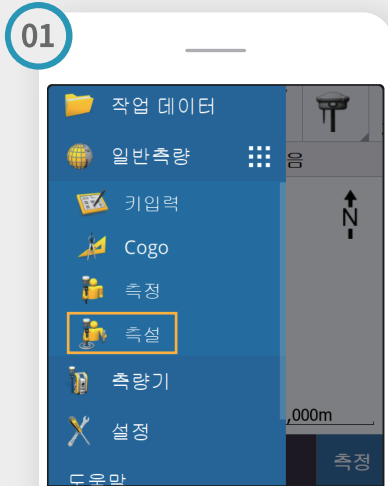 01
작업 데이터
일반측량
음
키입력
N
Cogo
측정
측설
측량기
,000m
설정
측정
도움말